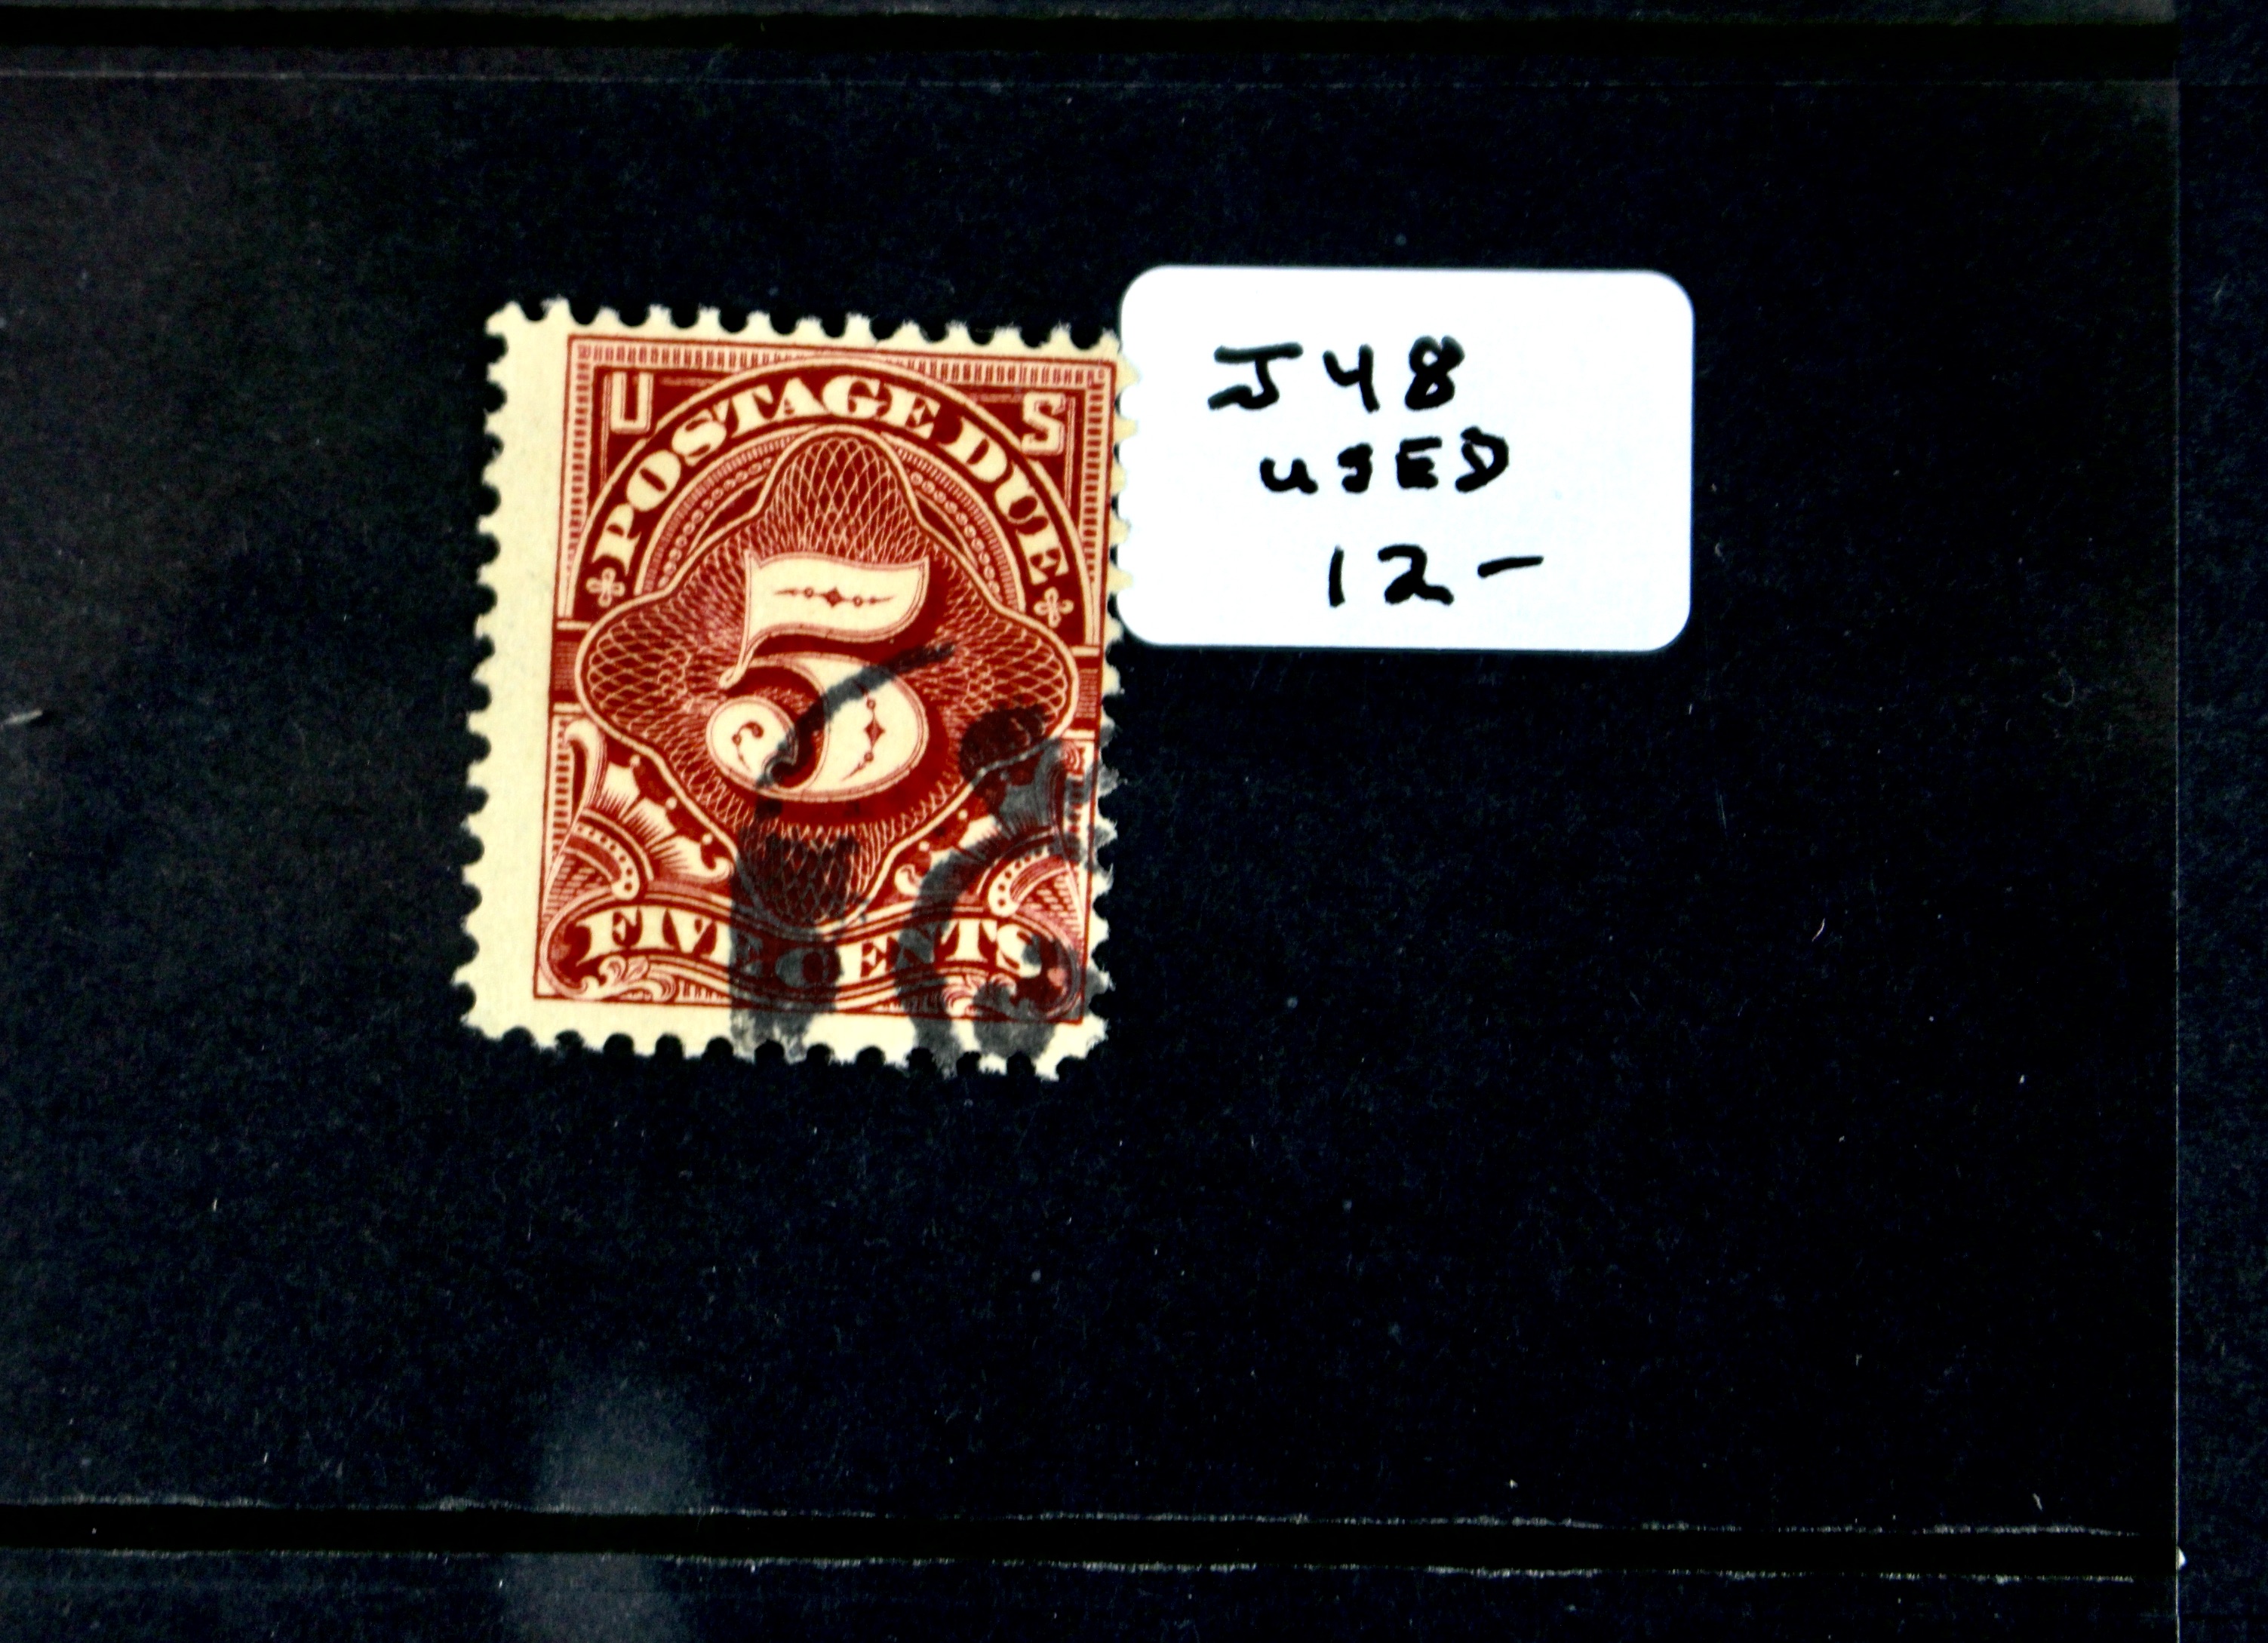 U S
POSTAGE DUE
5
FIVE CENTS
J48
USED
12-